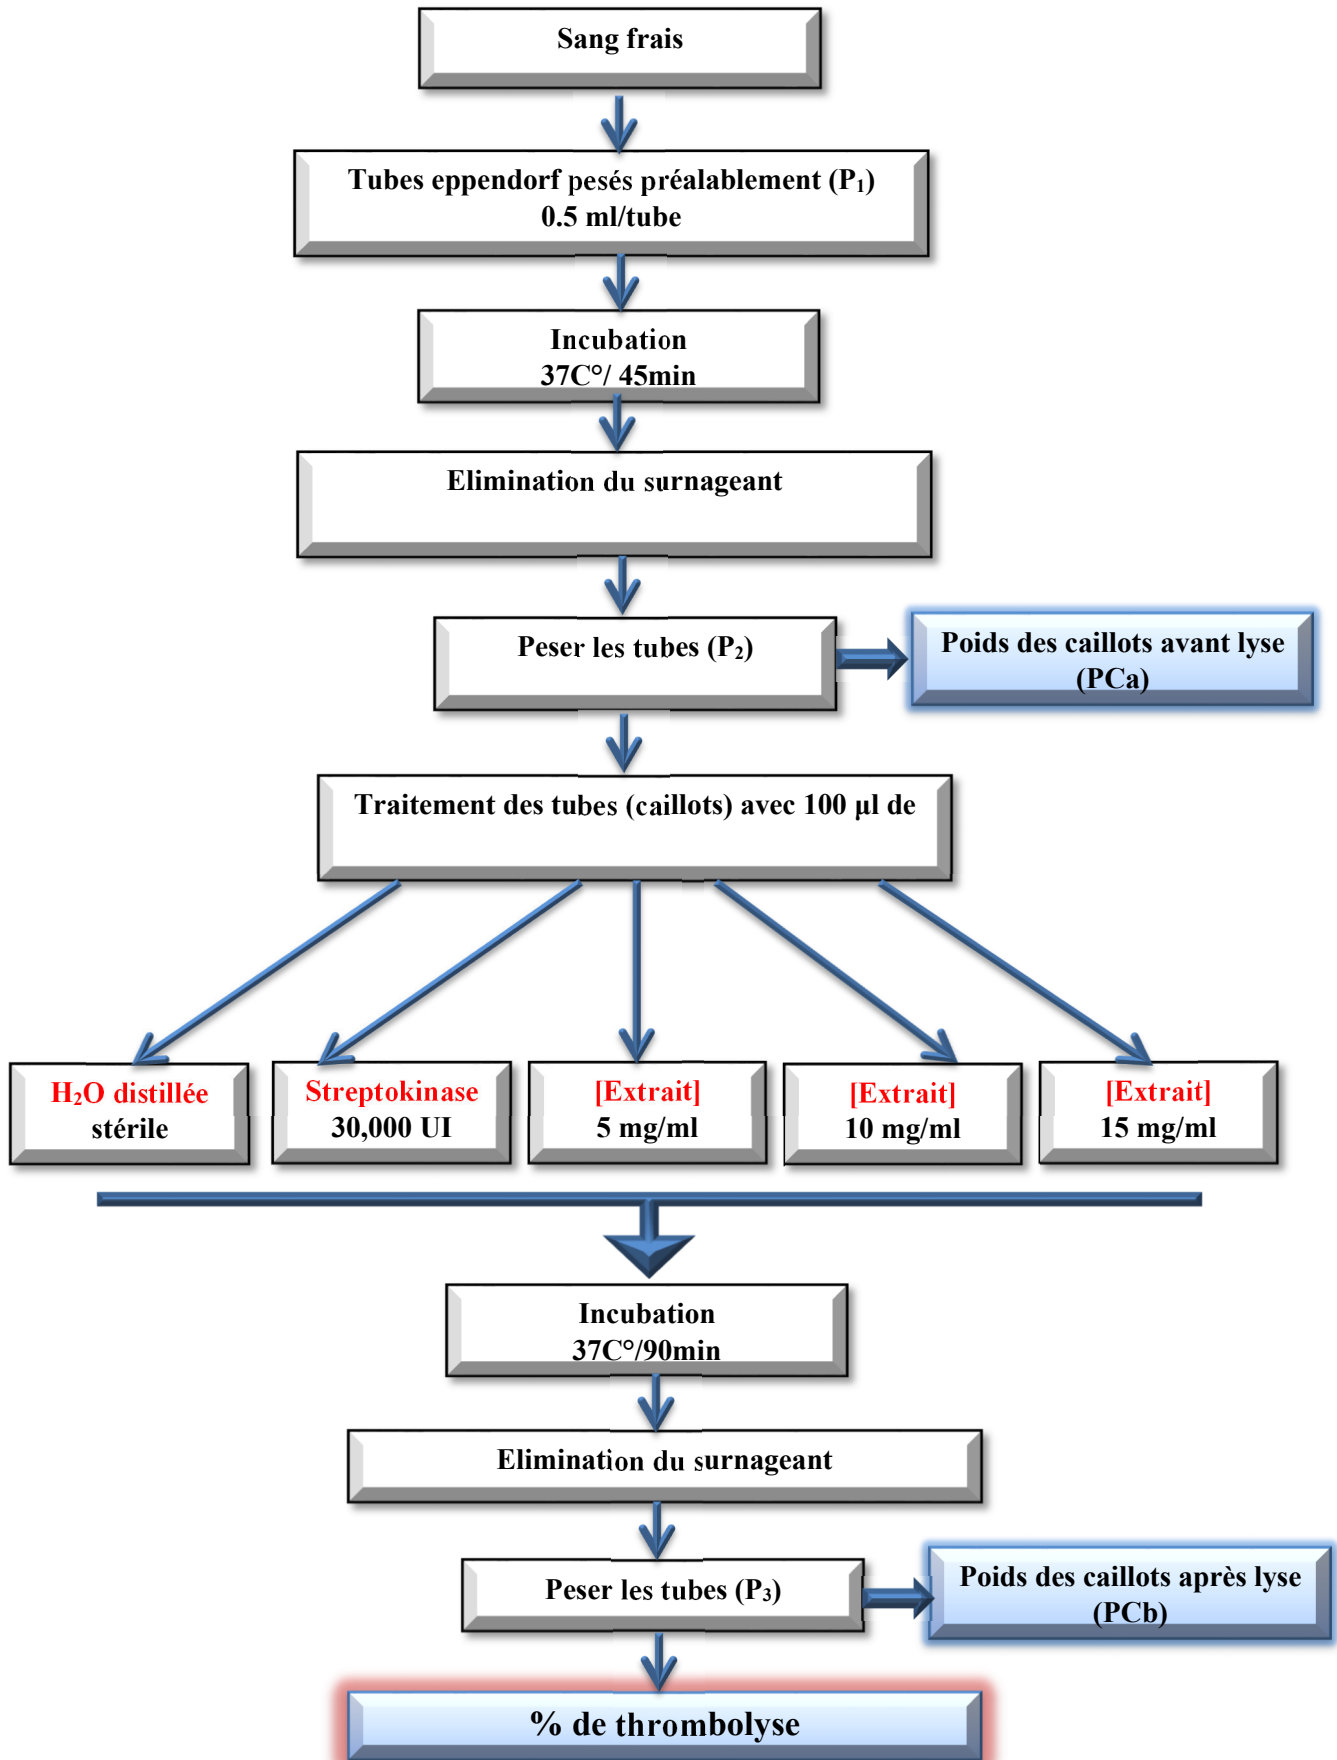 Sang frais
Tubes eppendorf pesés préalablement (P₁)
0.5 ml/tube
Incubation
37C°/ 45min
Elimination du surnageant
Peser les tubes (P₂)
Poids des caillots avant lyse
(PCa)
Traitement des tubes (caillots) avec 100 µl de
H₂O distillée
stérile
Streptokinase
30,000 UI
[Extrait]
5 mg/ml
[Extrait]
10 mg/ml
[Extrait]
15 mg/ml
Incubation
37C°/90min
Elimination du surnageant
Peser les tubes (P₃)
Poids des caillots après lyse
(PCb)
% de thrombolyse